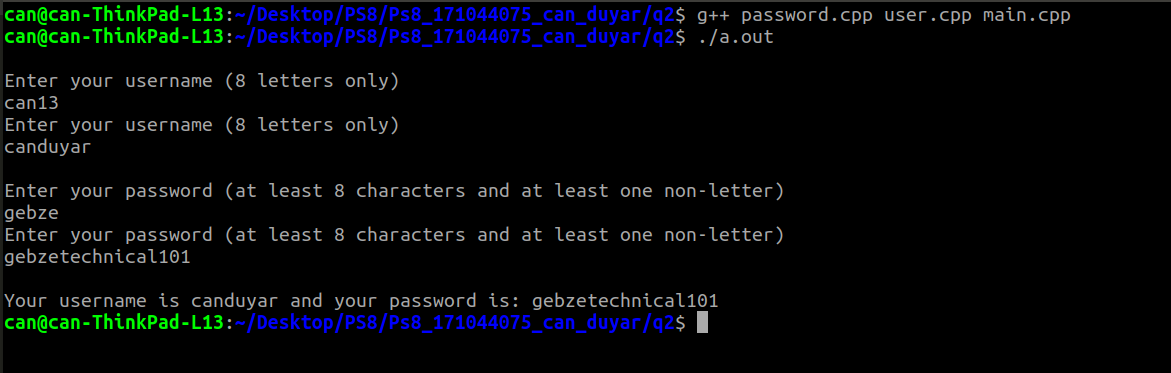 can@can-ThinkPad-L13:~/Desktop/PS8/Ps8_171044075_can_duyar/q2$ g++ password.cpp user.cpp main.cpp
can@can-ThinkPad-L13:~/Desktop/PS8/Ps8_171044075_can_duyar/q2$ ./a.out
Enter your username (8 letters only)
can13
Enter your username (8 letters only)
canduyar
Enter your password (at least 8 characters and at least one non-letter)
gebze
Enter your password (at least 8 characters and at least one non-letter)
gebzetechnical101
Your username is canduyar and your password is: gebzetechnical101
can@can-ThinkPad-L13:~/Desktop/PS8/Ps8_171044075_can_duyar/q2$